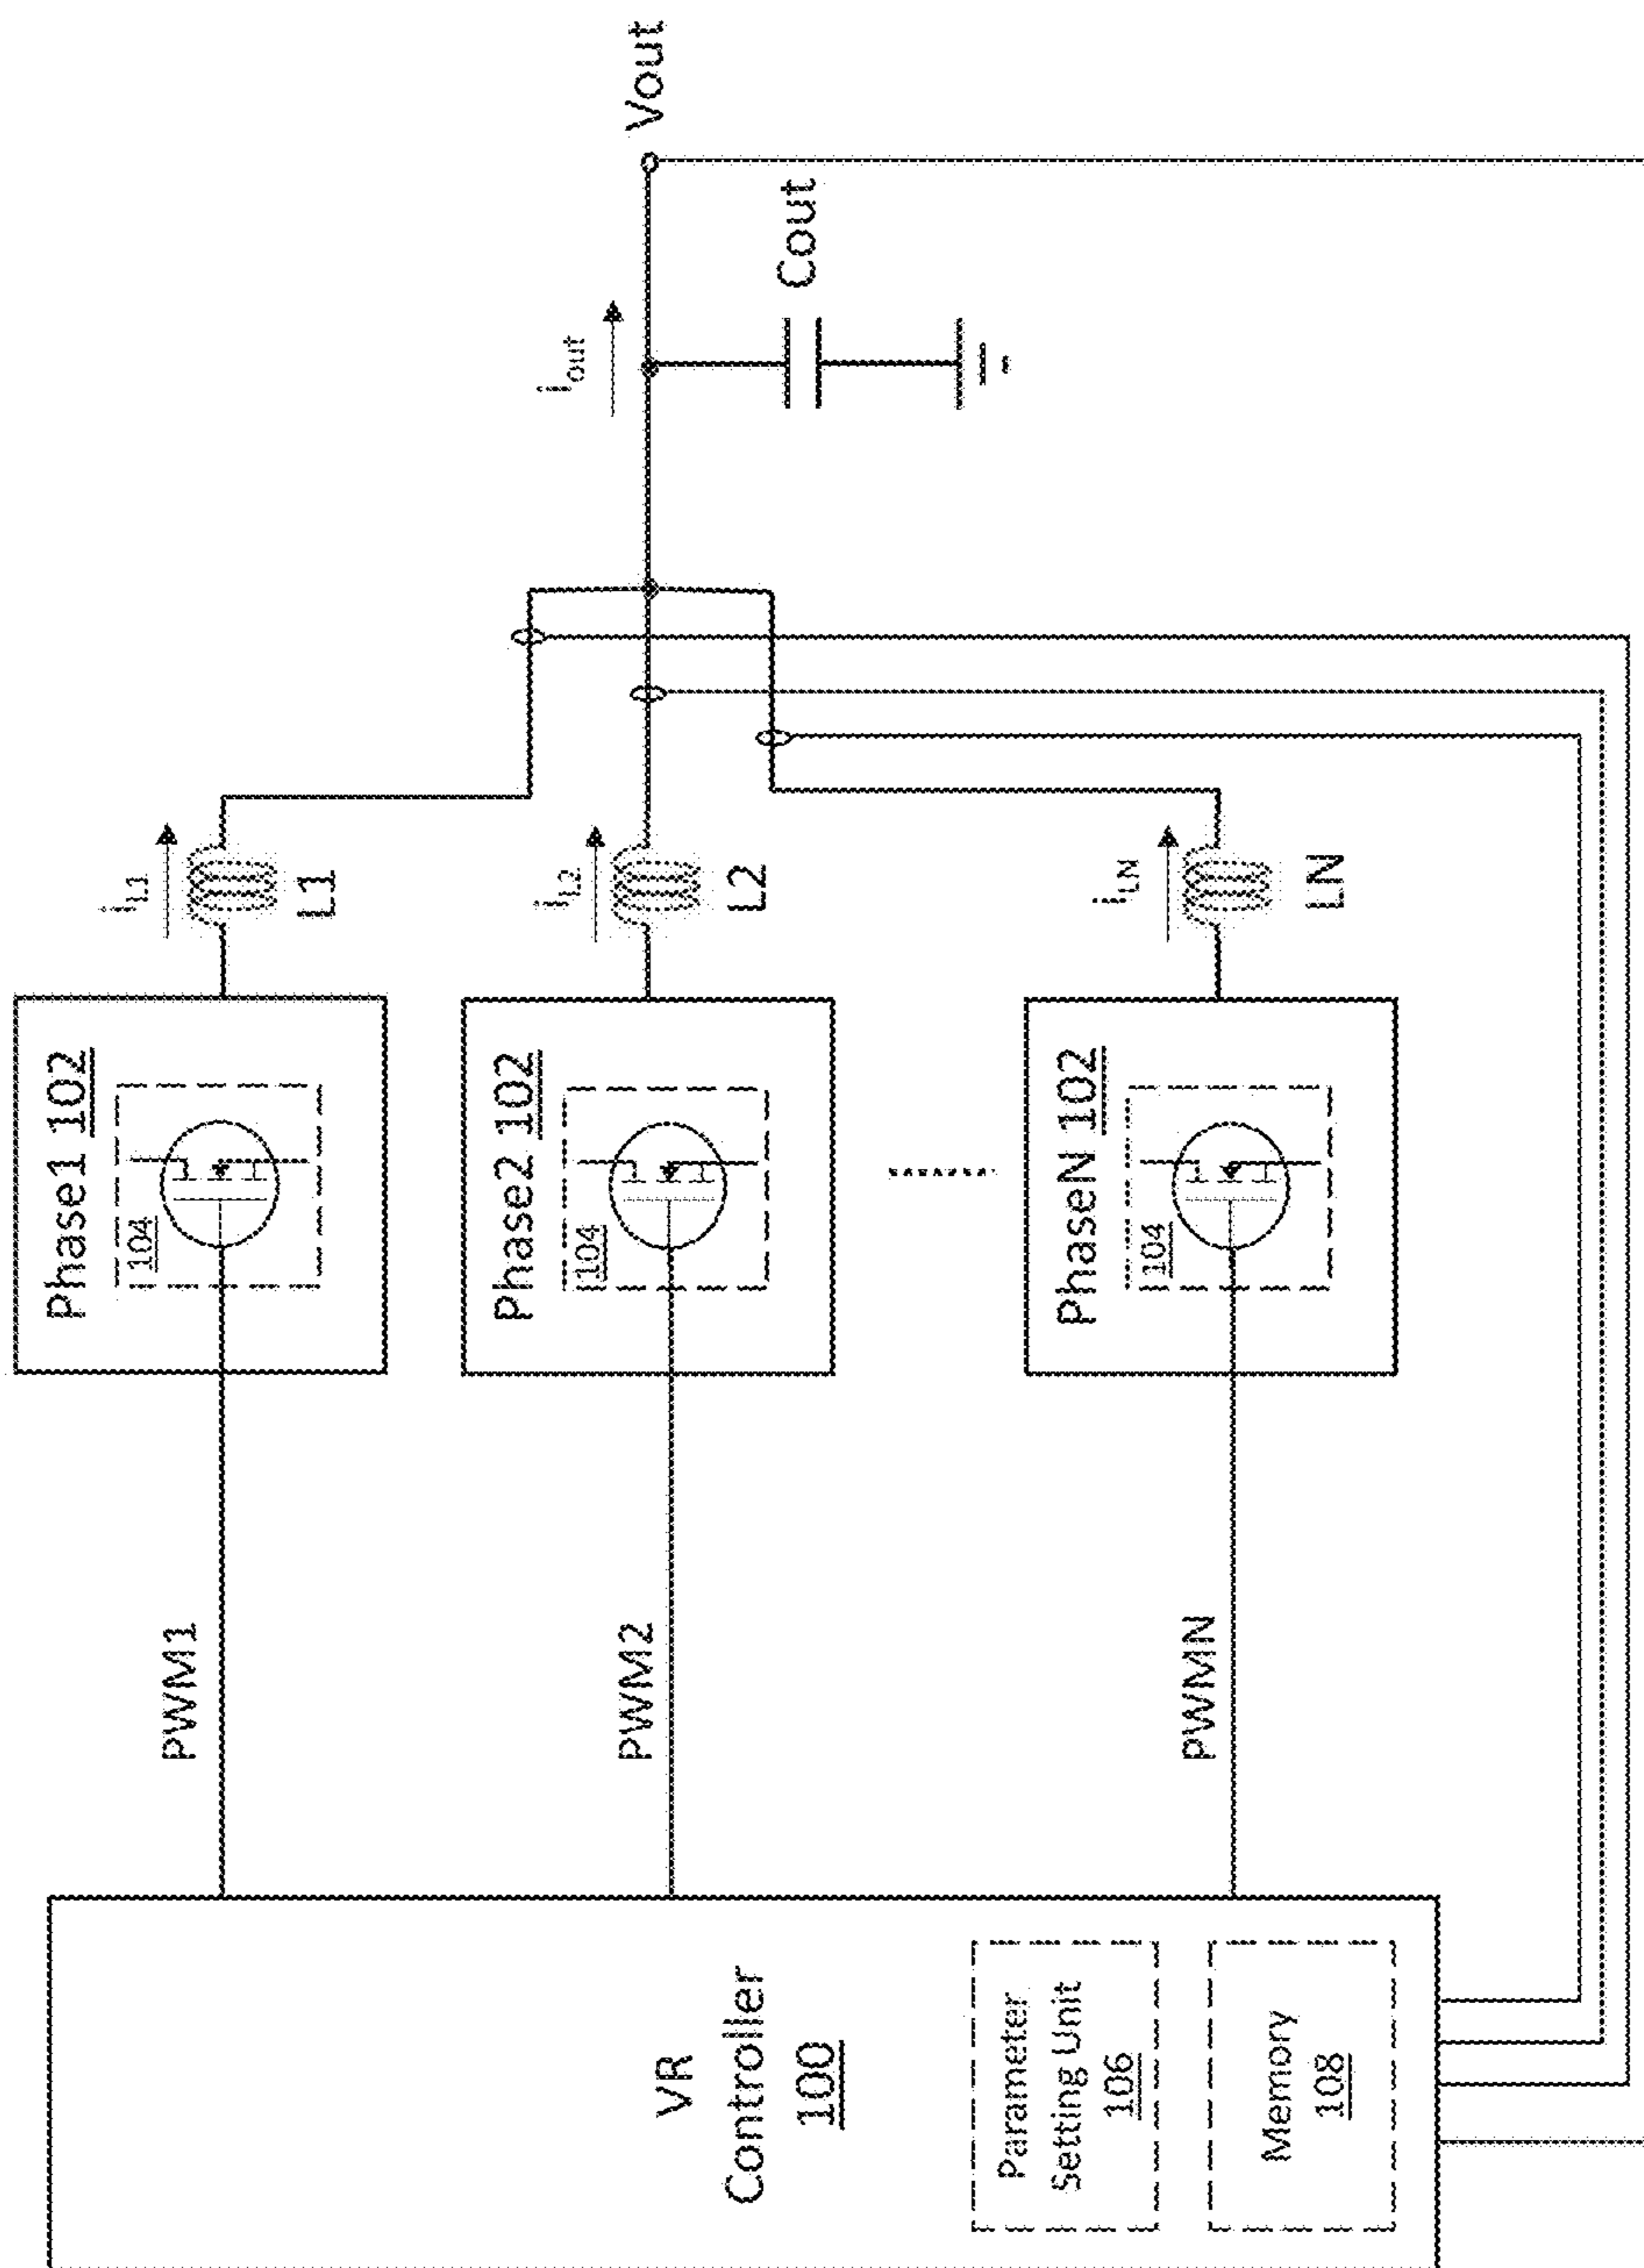 VR
Controller
100
Parameter
Setting Unit
106
Memory
108
PWM1
PWM2
PWMN
Phase1 102
104
Phase2 102
104
PhaseN 102
104
iL1
L1
iL2
L2
iLN
LN
iout
Cout
Vout